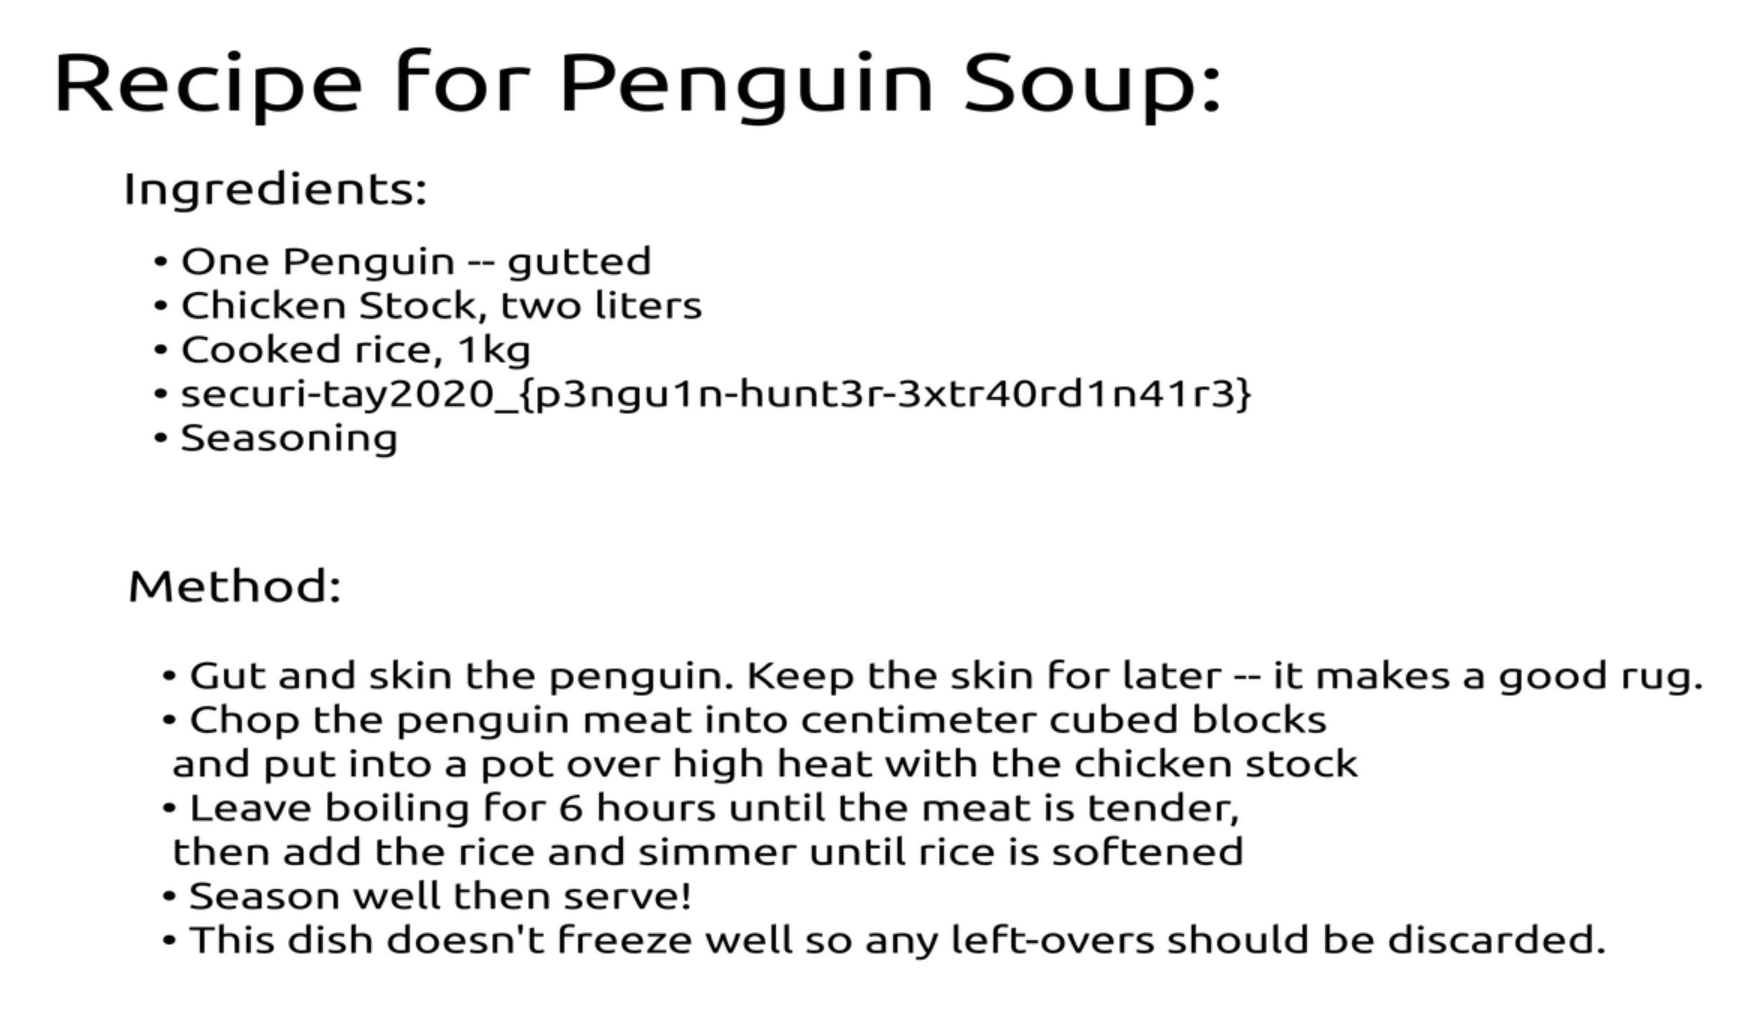 Recipe for Penguin Soup:
Ingredients:
• One Penguin -- gutted
• Chicken Stock, two liters
• Cooked rice, 1kg
• securi-tay2020_{p3ngu1n-hunt3r-3xtr40rd1n41r3}
• Seasoning
Method:
• Gut and skin the penguin. Keep the skin for later -- it makes a good rug.
• Chop the penguin meat into centimeter cubed blocks
and put into a pot over high heat with the chicken stock
• Leave boiling for 6 hours until the meat is tender,
then add the rice and simmer until rice is softened
• Season well then serve!
• This dish doesn't freeze well so any left-overs should be discarded.